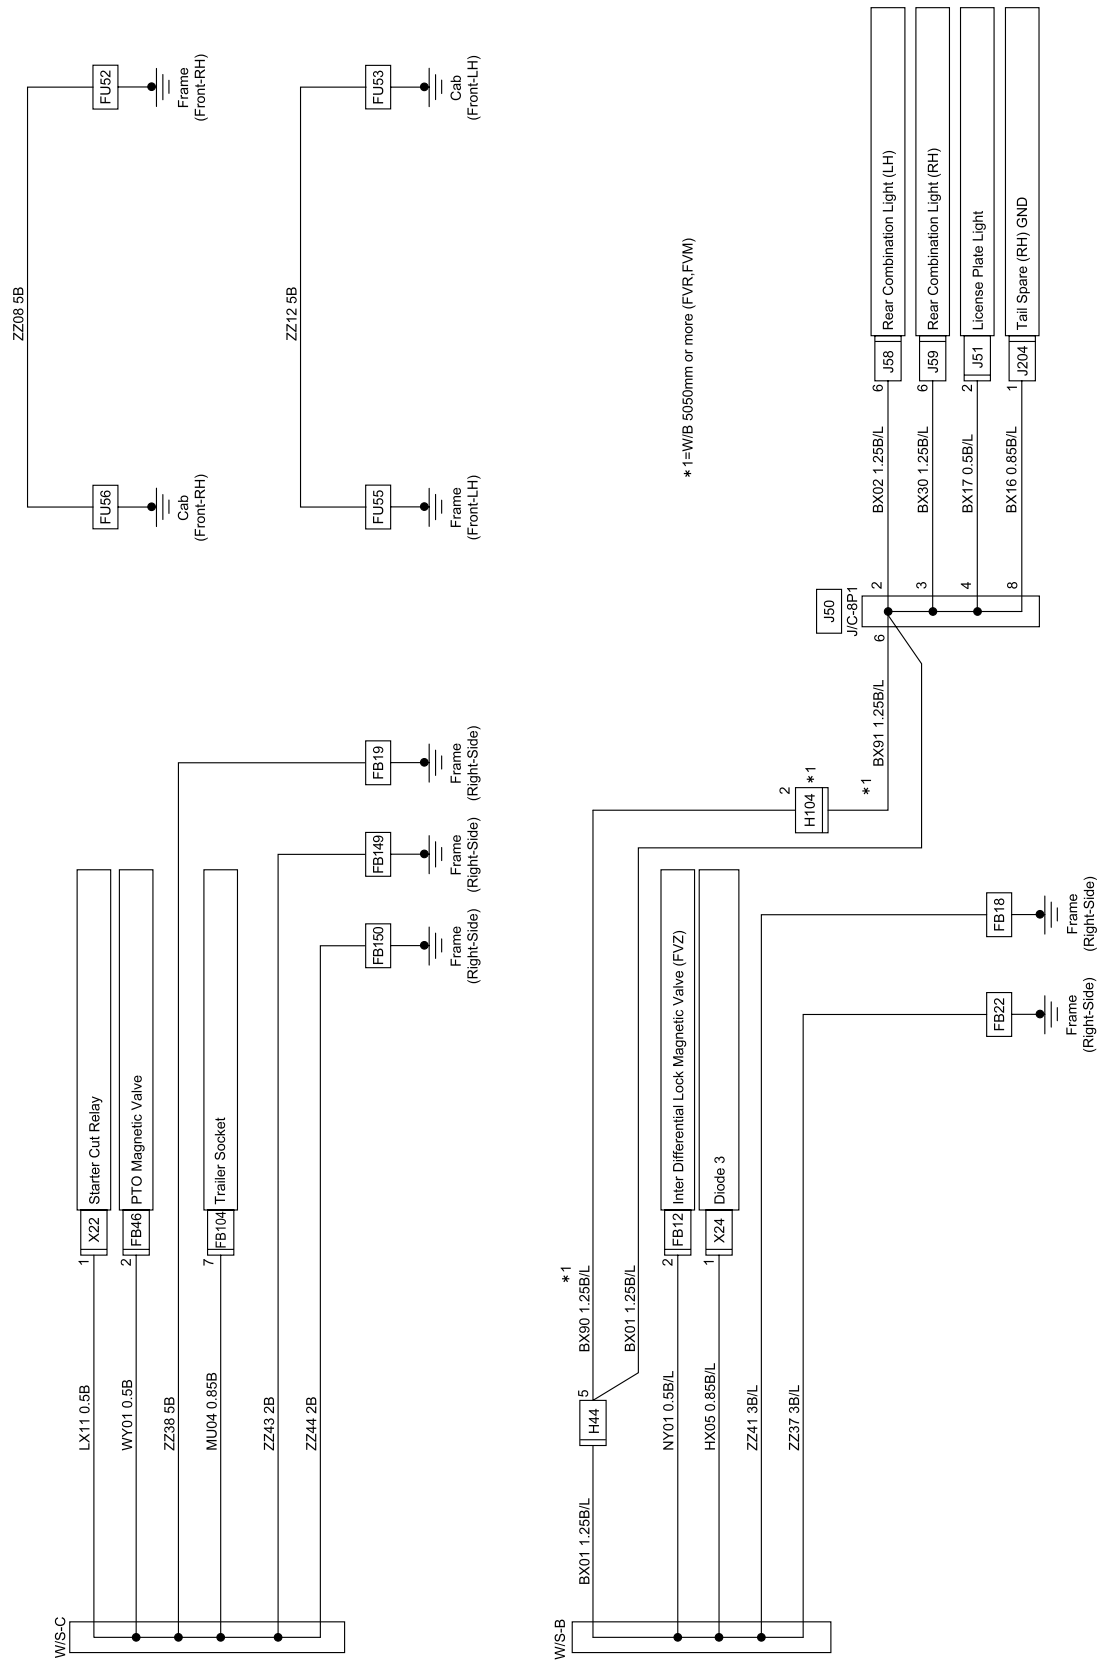 ZZ08 5B
FU56
Cab
(Front-RH)
FU52
Frame
(Front-RH)
ZZ12 5B
FU55
Frame
(Front-LH)
FU53
Cab
(Front-LH)
W/S-C
LX11 0.5B
1
X22
Starter Cut Relay
WY01 0.5B
2
FB46
PTO Magnetic Valve
ZZ38 5B
MU04 0.85B
7
FB104
Trailer Socket
ZZ43 2B
ZZ44 2B
FB150
Frame
(Right-Side)
FB149
Frame
(Right-Side)
FB19
Frame
(Right-Side)
∗1=W/B 5050mm or more (FVR,FVM)
W/S-B
BX01 1.25B/L
H44
5
BX90 1.25B/L
∗1
BX01 1.25B/L
NY01 0.5B/L
2
FB12
Inter Differential Lock Magnetic Valve (FVZ)
HX05 0.85B/L
1
X24
Diode 3
ZZ41 3B/L
ZZ37 3B/L
2
H104
∗1
∗1
BX91 1.25B/L
6
J50
J/C-8P1
2
BX02 1.25B/L
6
J58
Rear Combination Light (LH)
3
BX30 1.25B/L
6
J59
Rear Combination Light (RH)
4
BX17 0.5B/L
2
J51
License Plate Light
8
BX16 0.85B/L
1
J204
Tail Spare (RH) GND
FB22
Frame
(Right-Side)
FB18
Frame
(Right-Side)